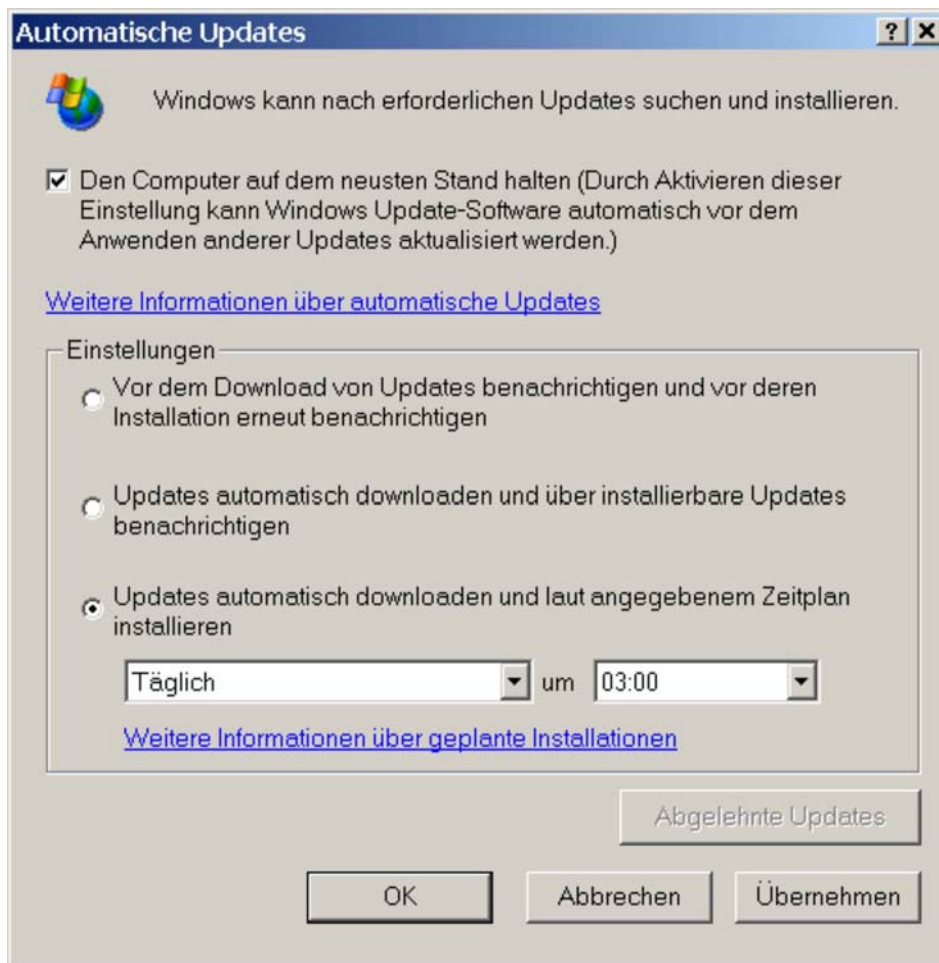 Automatische Updates
Windows kann nach erforderlichen Updates suchen und installieren.
Den Computer auf dem neusten Stand halten (Durch Aktivieren dieser
Einstellung kann Windows Update-Software automatisch vor dem
Anwenden anderer Updates aktualisiert werden.)
Weitere Informationen über automatische Updates
Einstellungen
Vor dem Download von Updates benachrichtigen und vor deren
Installation erneut benachrichtigen
Updates automatisch downloaden und über installierbare Updates
benachrichtigen
Updates automatisch downloaden und laut angegebenem Zeitplan
installieren
Täglich um 03:00
Weitere Informationen über geplante Installationen
Abgelehnte Updates
OK Abbrechen Übernehmen